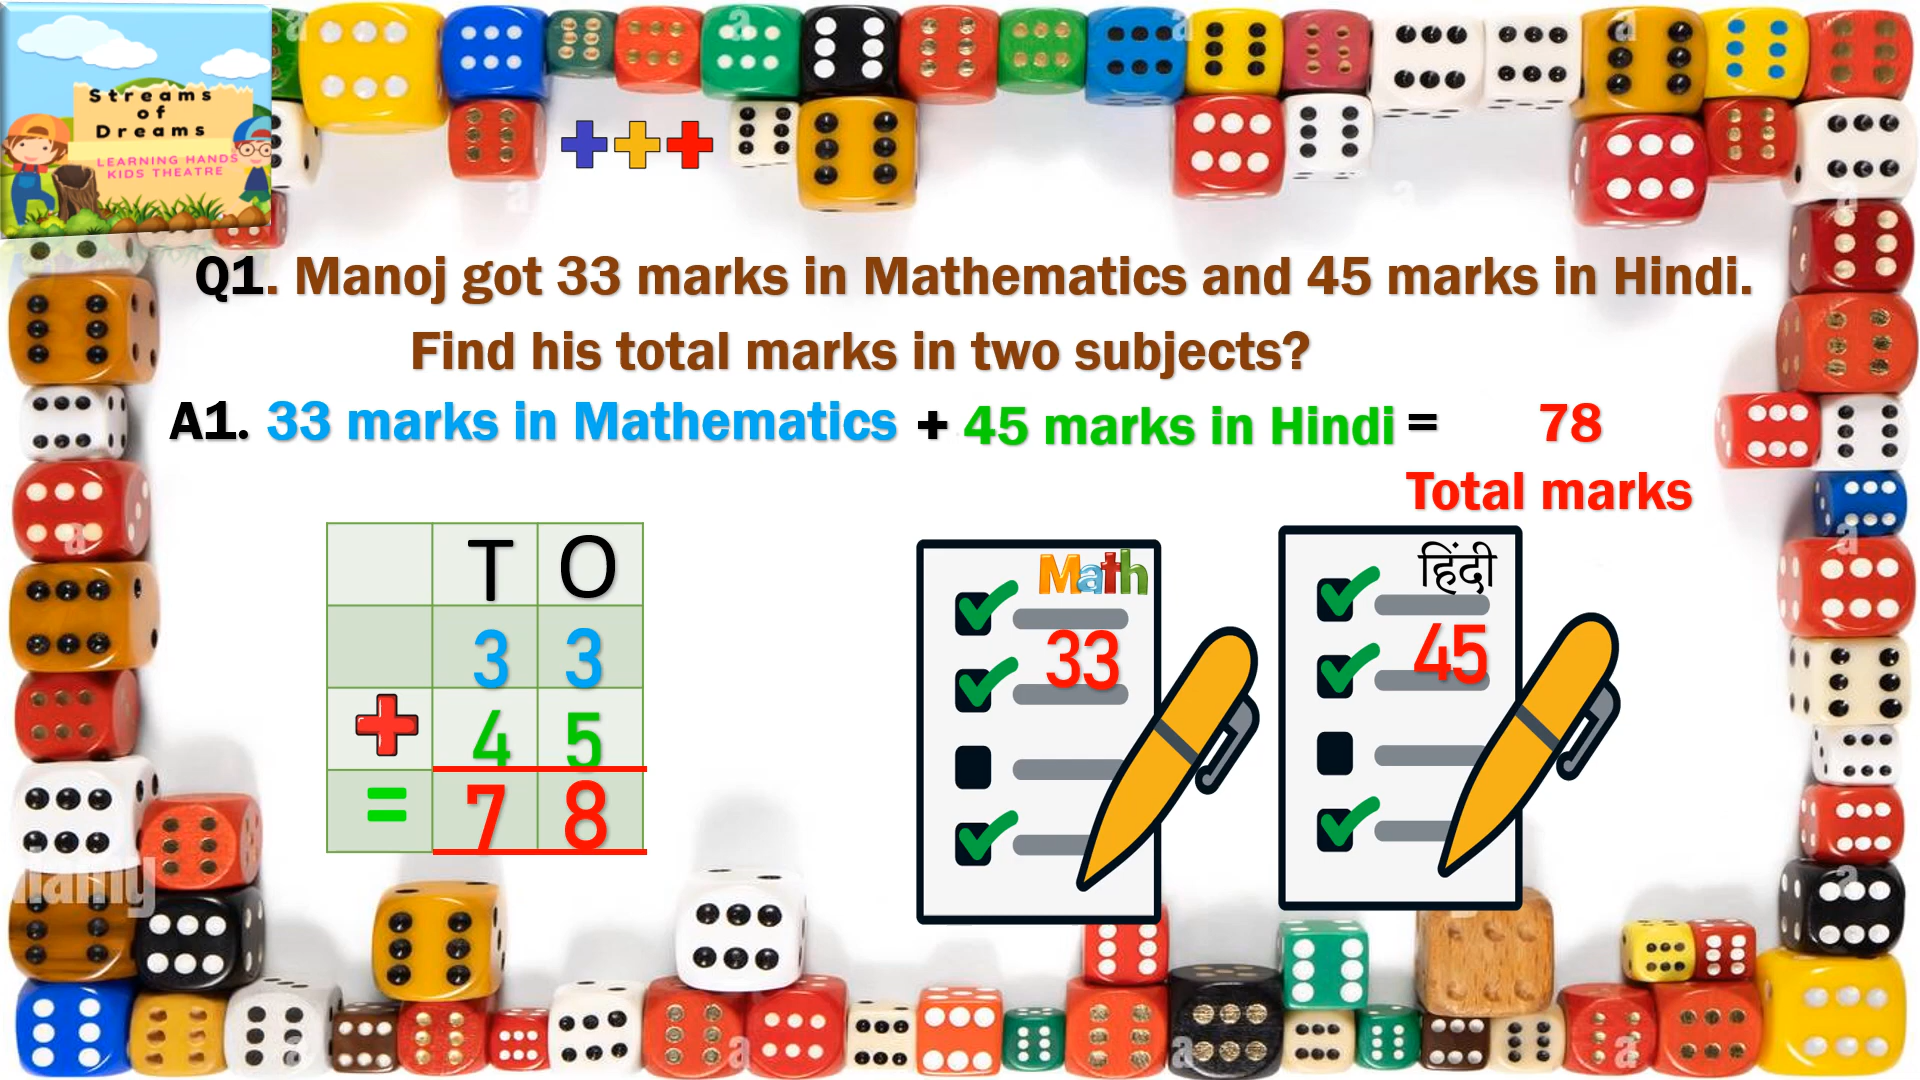 Streams
of
Dreams
LEARNING HANDS
KIDS THEATRE
Q1. Manoj got 33 marks in Mathematics and 45 marks in Hindi.
Find his total marks in two subjects?
A1. 33 marks in Mathematics + 45 marks in Hindi = 78
Total marks
T O
3 3
+ 4 5
= 7 8
Math
33
हिंदी
45
alamy
a
a
a
a
a
a
a
a
a
a
a
a
a